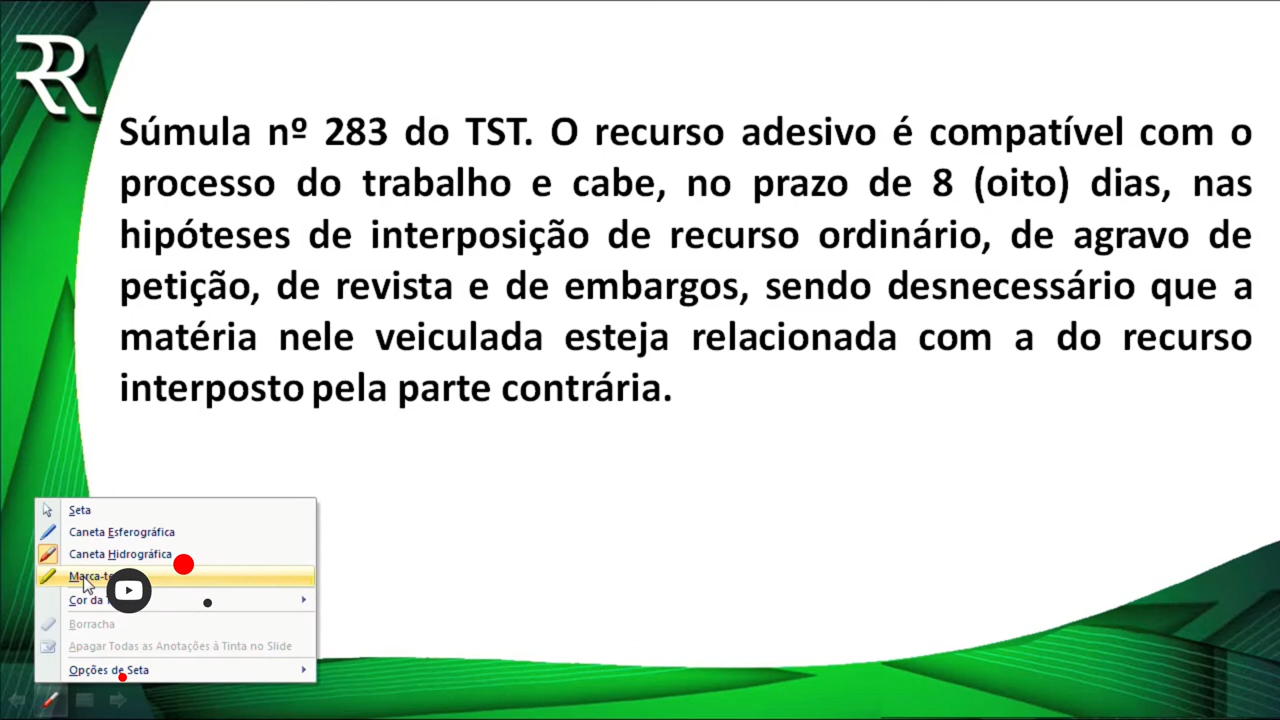 Súmula nº 283 do TST. O recurso adesivo é compatível com o
processo do trabalho e cabe, no prazo de 8 (oito) dias, nas
hipóteses de interposição de recurso ordinário, de agravo de
petição, de revista e de embargos, sendo desnecessário que a
matéria nele veiculada esteja relacionada com a do recurso
interposto pela parte contrária.
Seta
Caneta Esferográfica
Caneta Hidrográfica
Cor da
Borracha
Apagar Todas as Anotações à Tinta no Slide
Opções de Seta